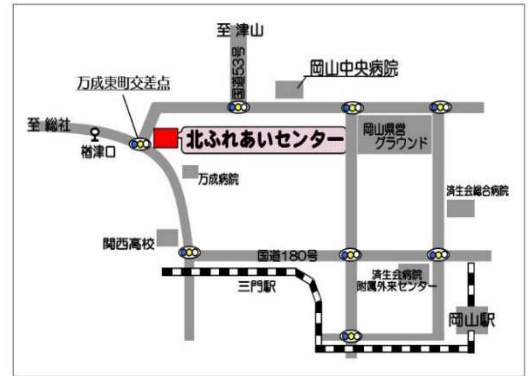 至 津山
国道53号
岡山中央病院
万成東町交差点
至 総社
楢津口
北ふれあいセンター
岡山県営
グラウンド
万成病院
済生会総合病院
関西高校
国道180号
三門駅
済生会病院
附属外来センター
岡山駅